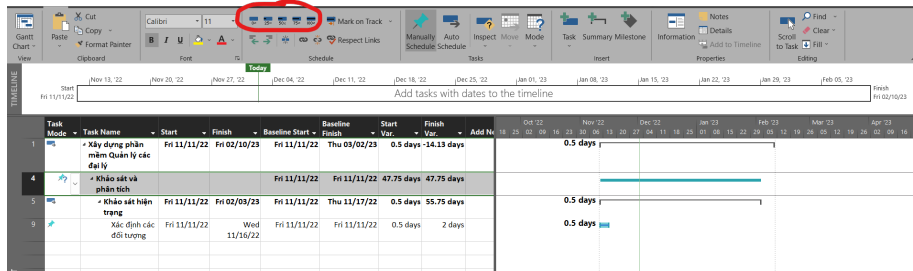 Cut
Calibri 11
0% 25% 50% 75% 100%
Mark on Track
Copy
Gantt Chart
Paste
Format Painter
B I U A
Respect Links
Manually Schedule
Auto Schedule
Inspect Move Mode
Task Summary Milestone
Information
Notes
Details
Add to Timeline
Scroll to Task
Find
Clear
Fill
View Clipboard Font Schedule Tasks Insert Properties Editing
Today
TIMELINE
Nov 13, '22 Nov 20, '22 Nov 27, '22 Dec 04, '22 Dec 11, '22 Dec 18, '22 Dec 25, '22 Jan 01, '23 Jan 08, '23 Jan 15, '23 Jan 22, '23 Jan 29, '23 Feb 05, '23
Start
Fri 11/11/22
Add tasks with dates to the timeline
Finish
Fri 02/10/23
Task Mode Task Name Start Finish Baseline Start Baseline Finish Start Var. Finish Var. Add Ne
Oct '22 Nov '22 Dec '22 Jan '23 Feb '23 Mar '23 Apr '23
18 25 02 09 16 23 30 06 13 20 27 04 11 18 25 01 08 15 22 29 05 12 19 26 05 12 19 26 02 09 16
1 Xây dựng phần Fri 11/11/22 Fri 02/10/23 Fri 11/11/22 Thu 03/02/23 0.5 days -14.13 days 0.5 days
mềm Quản lý các
đại lý
4 Khảo sát và Fri 11/11/22 Fri 11/11/22 47.75 days 47.75 days
phân tích
5 Khảo sát hiện Fri 11/11/22 Fri 02/03/23 Fri 11/11/22 Thu 11/17/22 0.5 days 55.75 days 0.5 days
trạng
9 Xác định các Fri 11/11/22 Wed Fri 11/11/22 Fri 11/11/22 0.5 days 2 days 0.5 days
đối tượng 11/16/22